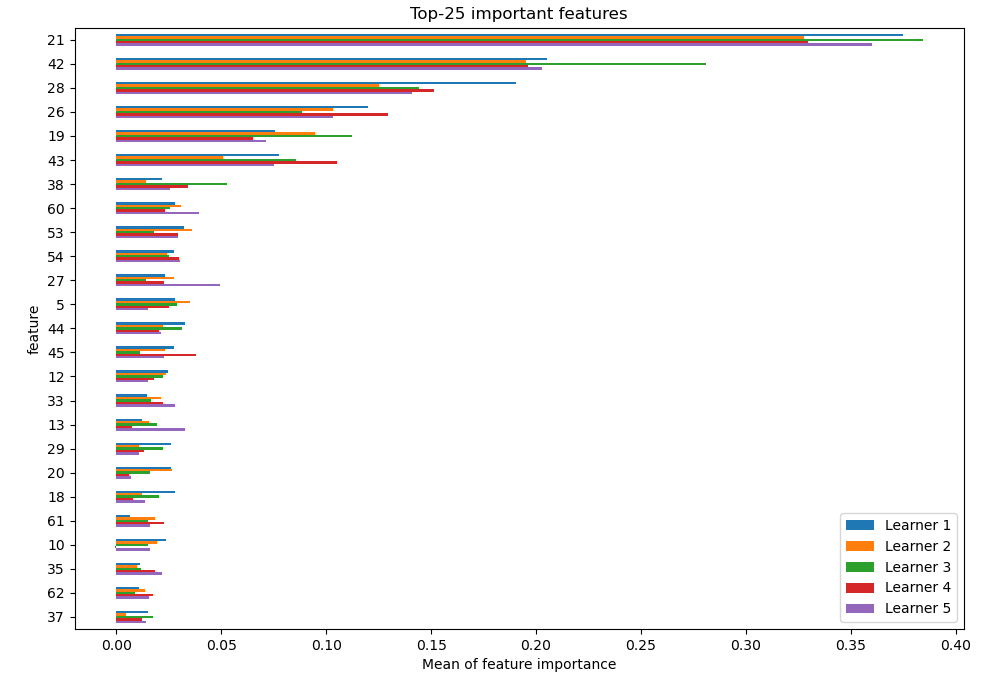 Top-25 important features
21
42
28
26
19
43
38
60
53
54
27
5
44
45
12
33
13
29
20
18
61
10
35
62
37
feature
Learner 1
Learner 2
Learner 3
Learner 4
Learner 5
0.00 0.05 0.10 0.15 0.20 0.25 0.30 0.35 0.40
Mean of feature importance